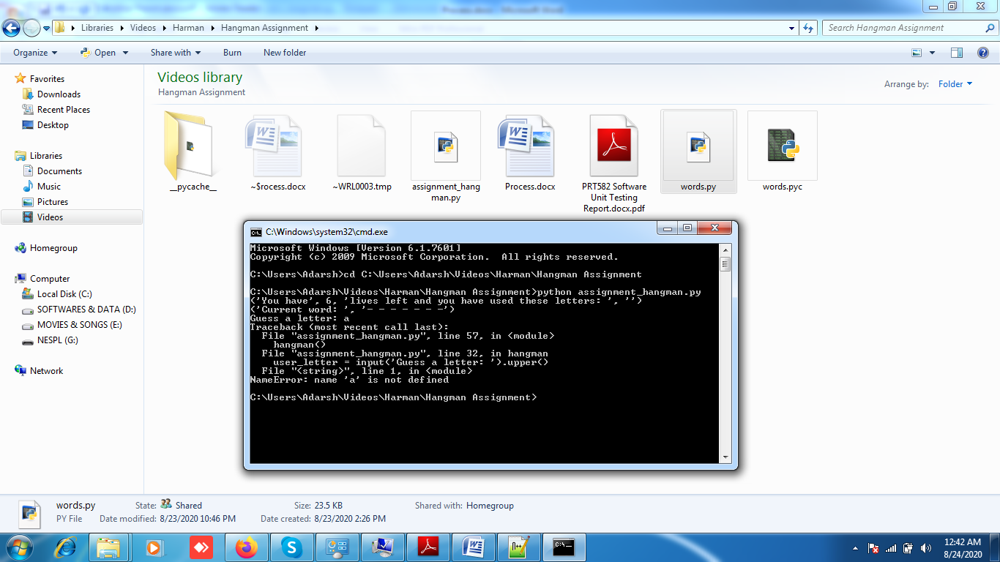 Libraries Videos Harman Hangman Assignment
Search Hangman Assignment
Organize Open Share with Burn New folder
Favorites
Downloads
Recent Places
Desktop
Libraries
Documents
Music
Pictures
Videos
Homegroup
Computer
Local Disk (C:)
SOFTWARES & DATA (D:)
MOVIES & SONGS (E:)
NESPL (G:)
Network
Videos library
Hangman Assignment
Arrange by: Folder
__pycache__
~$rocess.docx
~WRL0003.tmp
assignment_hang
man.py
Process.docx
PRT582 Software
Unit Testing
Report.docx.pdf
words.py
words.pyc
C:\Windows\system32\cmd.exe
Microsoft Windows [Version 6.1.7601]
Copyright (c) 2009 Microsoft Corporation.  All rights reserved.
C:\Users\Adarsh>cd C:\Users\Adarsh\Videos\Harman\Hangman Assignment
C:\Users\Adarsh\Videos\Harman\Hangman Assignment>python assignment_hangman.py
('You have', 6, 'lives left and you have used these letters: ', '')
('Current word: ', '- - - - - - -')
Guess a letter: a
Traceback (most recent call last):
  File "assignment_hangman.py", line 57, in <module>
    hangman()
  File "assignment_hangman.py", line 32, in hangman
    user_letter = input('Guess a letter: ').upper()
  File "<string>", line 1, in <module>
NameError: name 'a' is not defined
C:\Users\Adarsh\Videos\Harman\Hangman Assignment>
words.py State: Shared Size: 23.5 KB Shared with: Homegroup
PY File Date modified: 8/23/2020 10:46 PM Date created: 8/23/2020 2:26 PM
12:42 AM
8/24/2020